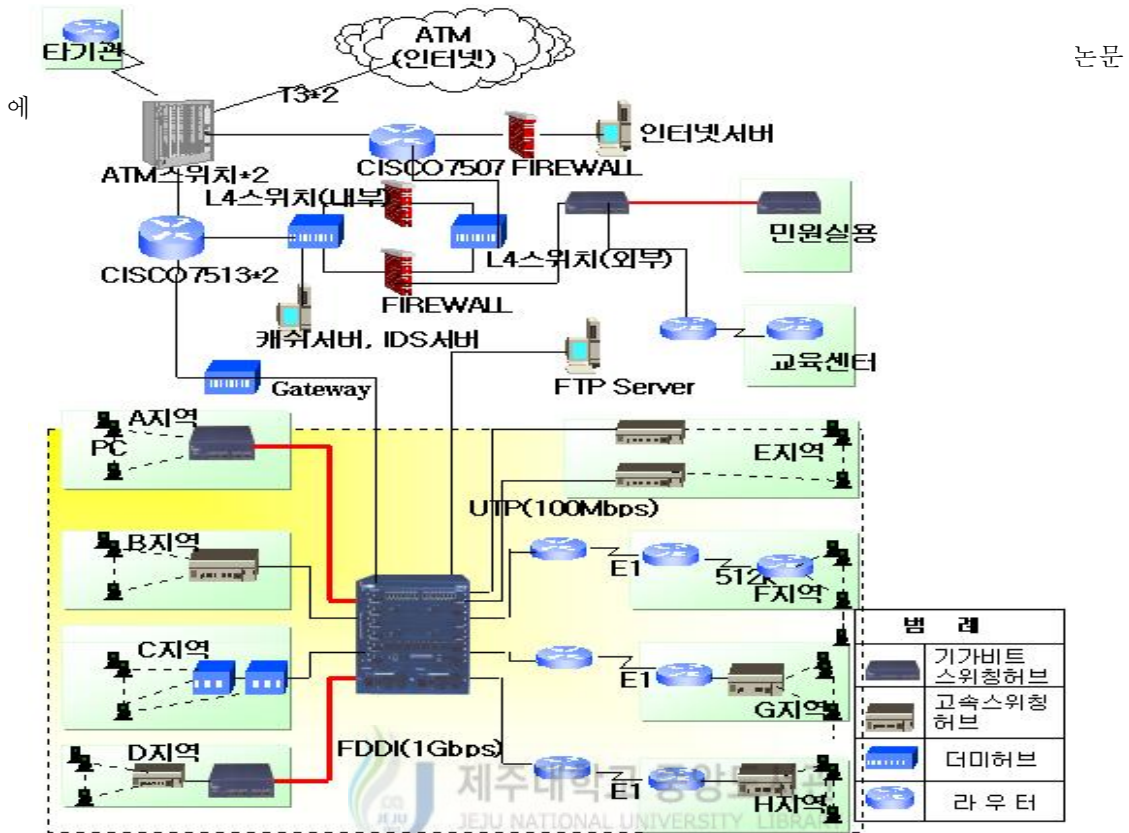 논문
에
타기관
ATM
(인터넷)
T3*2
인터넷서버
ATM스위치*2
CISCO 7507 FIREWALL
L4스위치(내부)
민원실용
L4스위치(외부)
CISCO 7513*2
FIREWALL
캐쉬서버, IDS서버
교육센터
Gateway
FTP Server
A지역
PC
E지역
UTP(100Mbps)
B지역
E1
512K
F지역
C지역
E1
G지역
D지역
FDDI(1Gbps)
E1
H지역
범 례
기가비트
스위칭허브
고속스위칭
허브
더미허브
라 우 터
제주대학교 중앙도서관
JEJU NATIONAL UNIVERSITY LIBRARY
JEJU